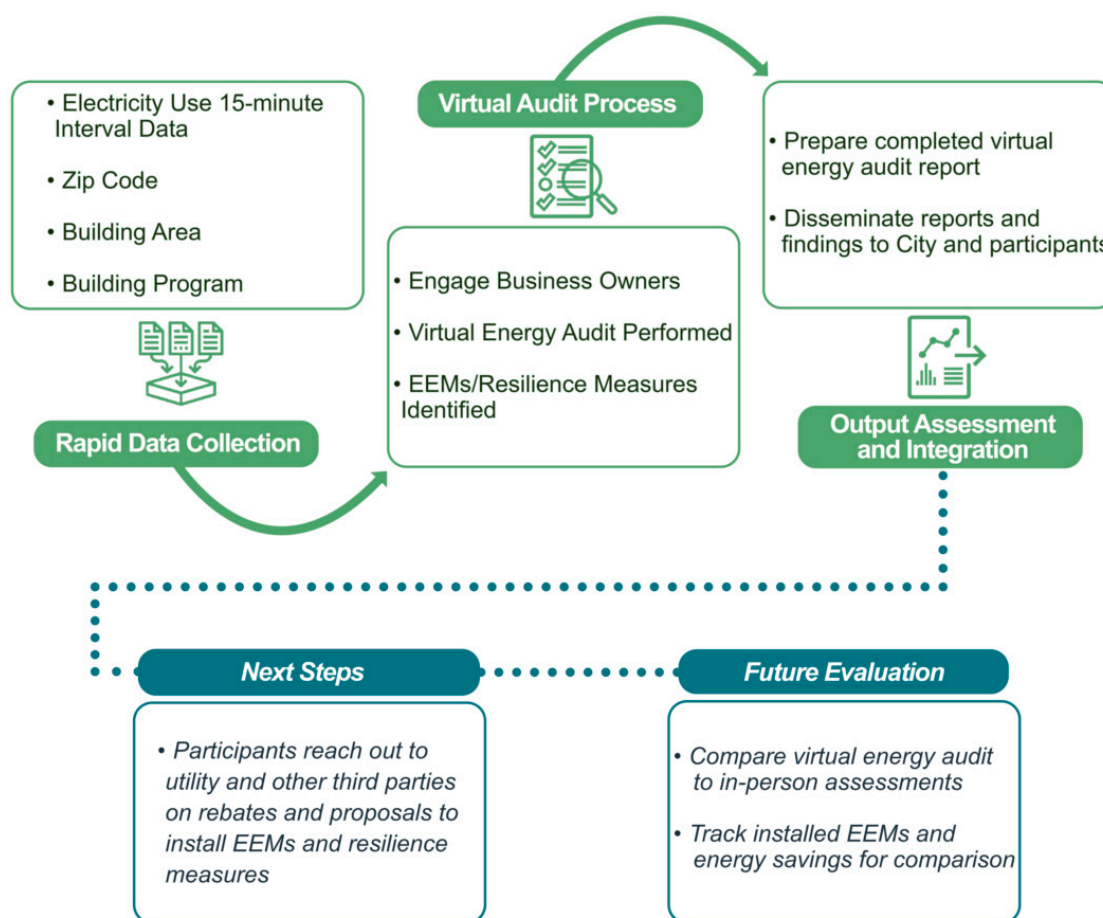 • Electricity Use 15-minute
Interval Data
• Zip Code
• Building Area
• Building Program
Rapid Data Collection
Virtual Audit Process
• Engage Business Owners
• Virtual Energy Audit Performed
• EEMs/Resilience Measures
Identified
• Prepare completed virtual
energy audit report
• Disseminate reports and
findings to City and participants
Output Assessment
and Integration
Next Steps
• Participants reach out to
utility and other third parties
on rebates and proposals to
install EEMs and resilience
measures
Future Evaluation
• Compare virtual energy audit
to in-person assessments
• Track installed EEMs and
energy savings for comparison